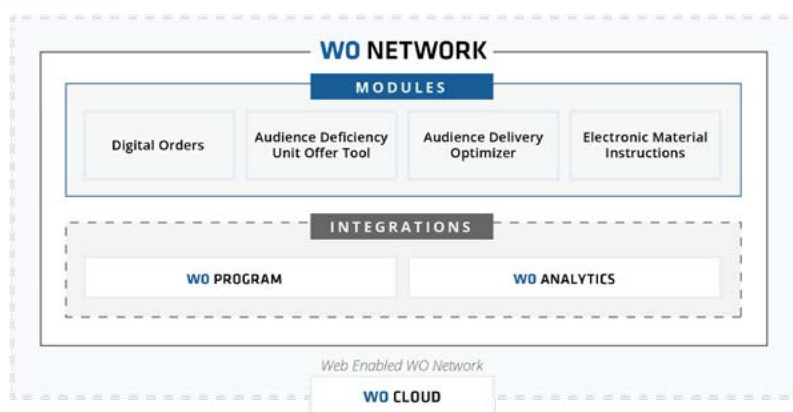 WO NETWORK
MODULES
Digital Orders
Audience Deficiency
Unit Offer Tool
Audience Delivery
Optimizer
Electronic Material
Instructions
INTEGRATIONS
WO PROGRAM
WO ANALYTICS
Web Enabled WO Network
WO CLOUD